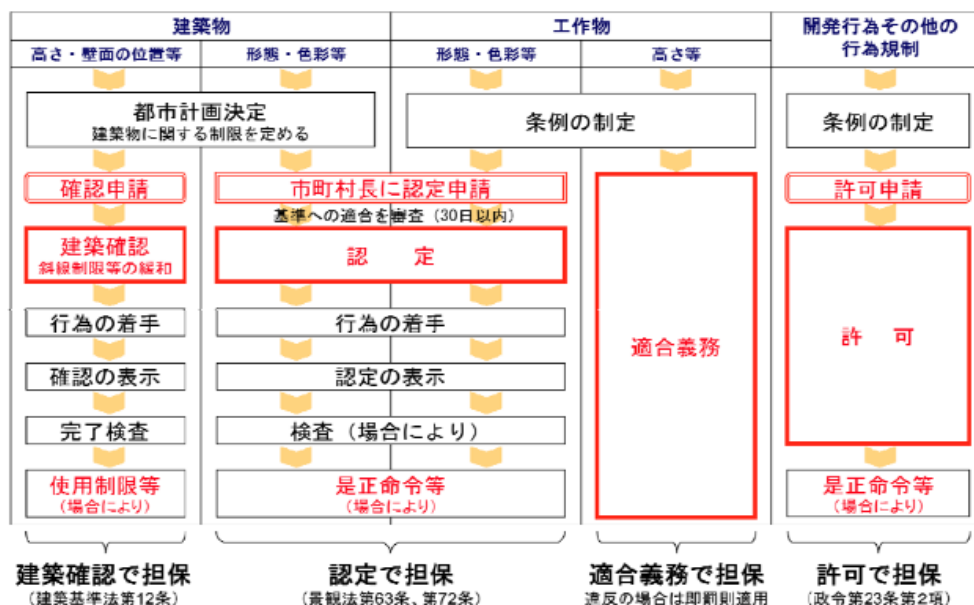 建築物
工作物
開発行為その他の
行為規制
高さ・壁面の位置等
形態・色彩等
形態・色彩等
高さ等
都市計画決定
建築物に関する制限を定める
条例の制定
条例の制定
確認申請
市町村長に認定申請
許可申請
基準への適合を審査（30日以内）
建築確認
斜線制限等の緩和
認　定
適合義務
許　可
行為の着手
行為の着手
確認の表示
認定の表示
完了検査
検査（場合により）
使用制限等
（場合により）
是正命令等
（場合により）
是正命令等
（場合により）
建築確認で担保
（建築基準法第12条）
認定で担保
（景観法第63条、第72条）
適合義務で担保
違反の場合は即罰則適用
許可で担保
（政令第23条第2項）